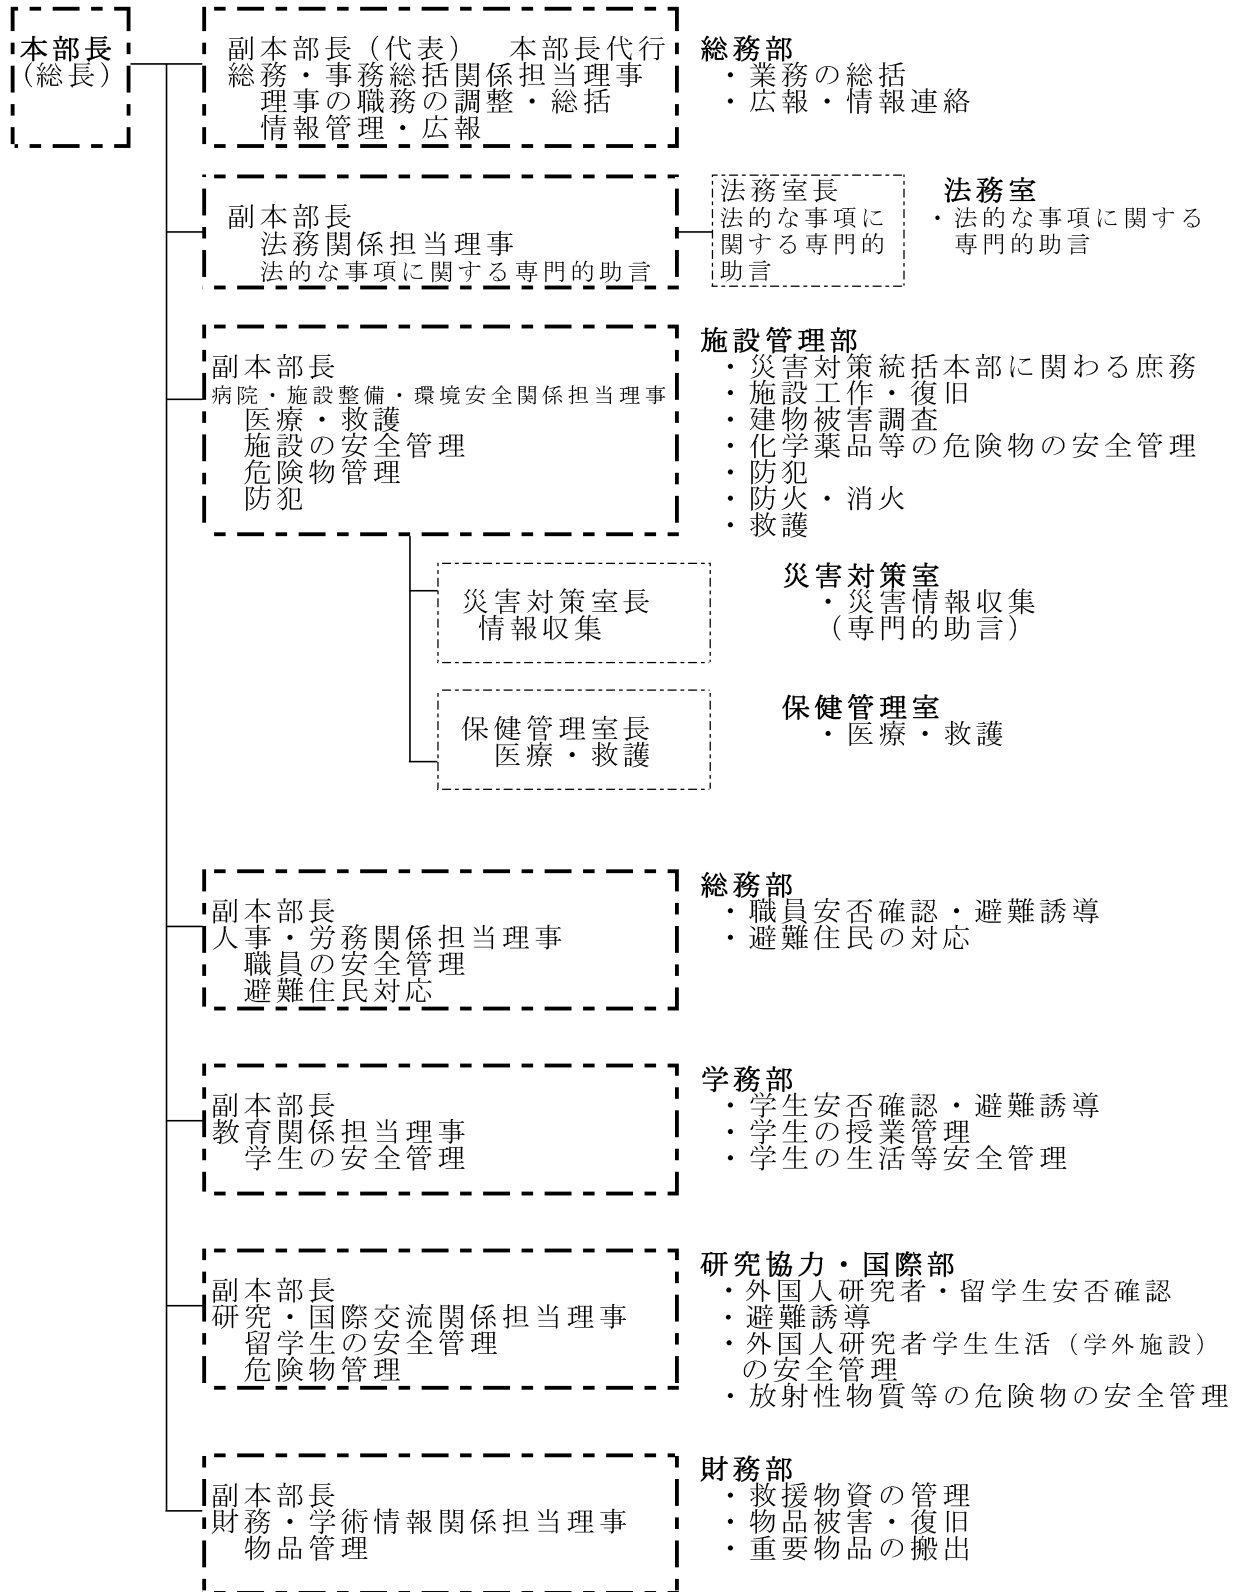 本部長
（総長）
副本部長（代表）　本部長代行
総務・事務総括関係担当理事
理事の職務の調整・総括
情報管理・広報
総務部
・業務の総括
・広報・情報連絡
副本部長
法務関係担当理事
法的な事項に関する専門的助言
法務室長
法的な事項に
関する専門的
助言
法務室
・法的な事項に関する
専門的助言
副本部長
病院・施設整備・環境安全関係担当理事
医療・救護
施設の安全管理
危険物管理
防犯
施設管理部
・災害対策統括本部に関わる庶務
・施設工作・復旧
・建物被害調査
・化学薬品等の危険物の安全管理
・防犯
・防火・消火
・救護
災害対策室長
情報収集
災害対策室
・災害情報収集
（専門的助言）
保健管理室長
医療・救護
保健管理室
・医療・救護
副本部長
人事・労務関係担当理事
職員の安全管理
避難住民対応
総務部
・職員安否確認・避難誘導
・避難住民の対応
副本部長
教育関係担当理事
学生の安全管理
学務部
・学生安否確認・避難誘導
・学生の授業管理
・学生の生活等安全管理
副本部長
研究・国際交流関係担当理事
留学生の安全管理
危険物管理
研究協力・国際部
・外国人研究者・留学生安否確認
・避難誘導
・外国人研究者学生生活（学外施設）
の安全管理
・放射性物質等の危険物の安全管理
副本部長
財務・学術情報関係担当理事
物品管理
財務部
・救援物資の管理
・物品被害・復旧
・重要物品の搬出